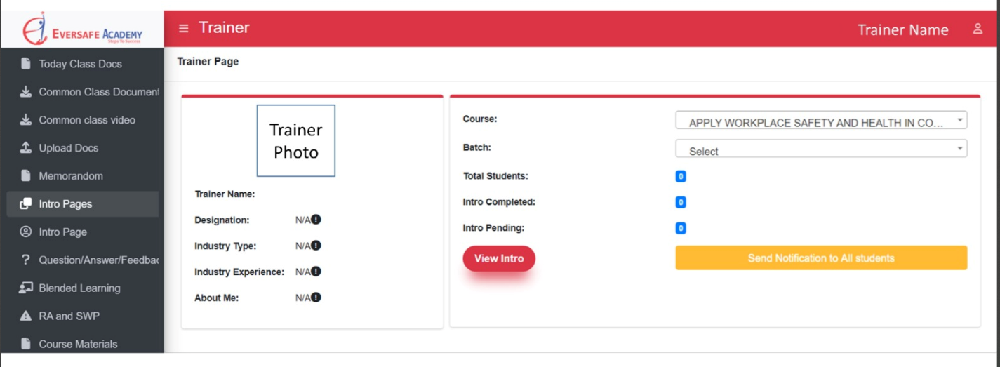 EVERSAFE ACADEMY
Trainer
Trainer Name
Today Class Docs
Common Class Document
Common class video
Upload Docs
Memorandom
Intro Pages
Intro Page
Question/Answer/Feedbac
Blended Learning
RA and SWP
Course Materials
Trainer Page
Trainer
Photo
Trainer Name:
Designation: N/A
Industry Type: N/A
Industry Experience: N/A
About Me: N/A
Course: APPLY WORKPLACE SAFETY AND HEALTH IN CO...
Batch: Select
Total Students: 0
Intro Completed: 0
Intro Pending: 0
View Intro
Send Notification to All students